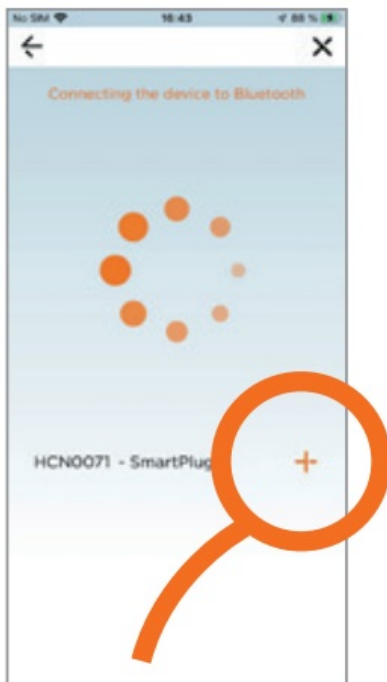 No SIM 16:43 88 %
Connecting the device to Bluetooth
HCN0071 - SmartPlug